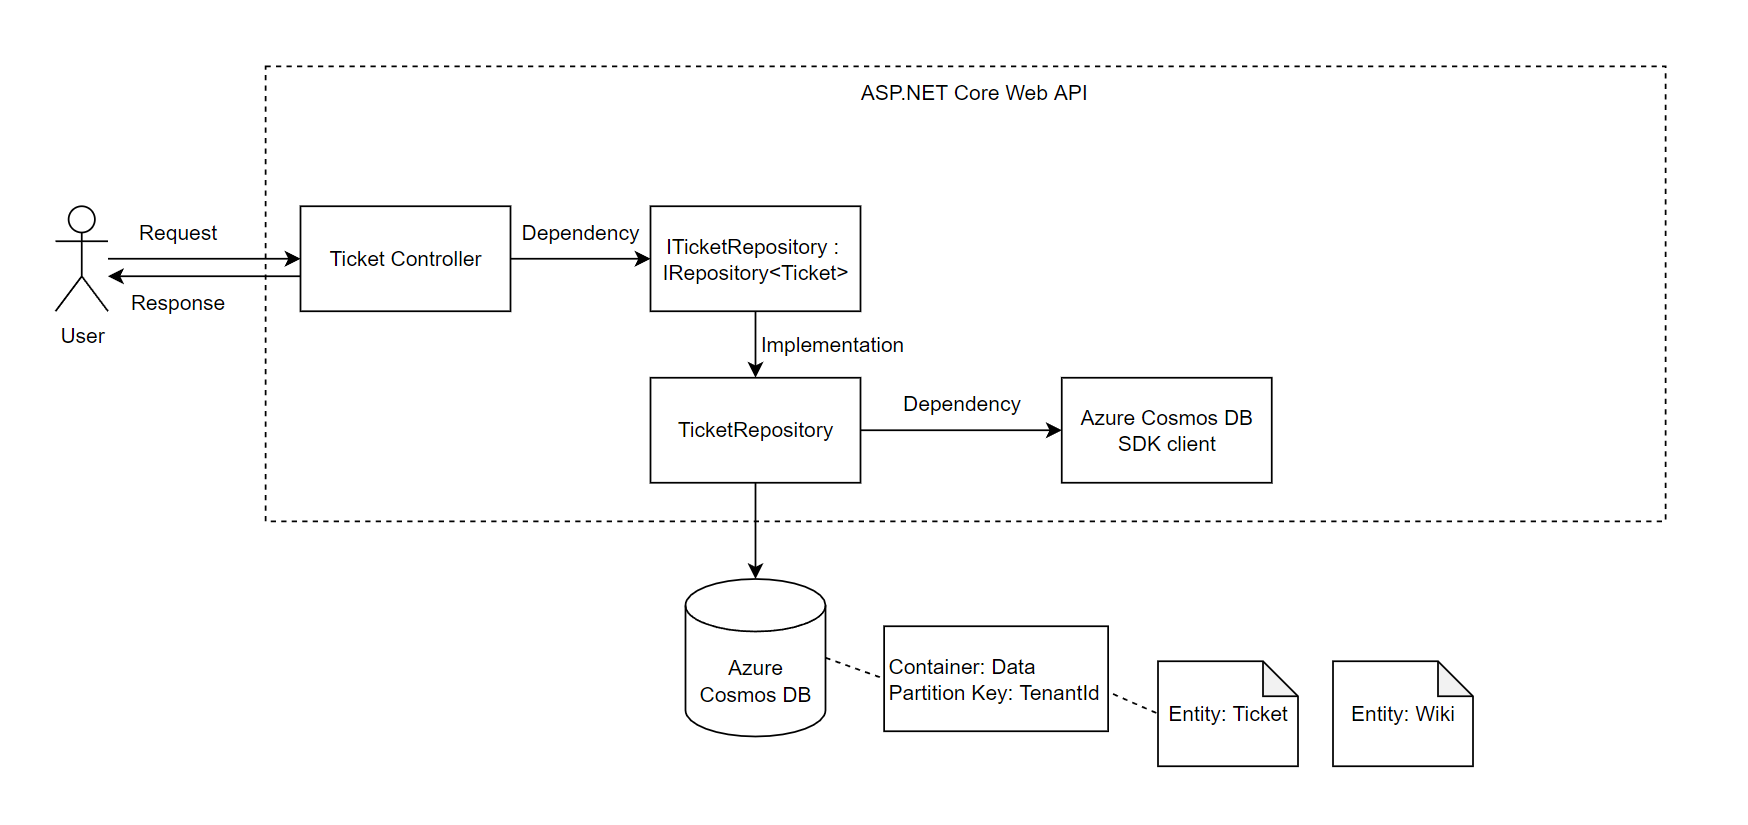 ASP.NET Core Web API
Request
Response
User
Ticket Controller
Dependency
ITicketRepository :
IRepository<Ticket>
Implementation
TicketRepository
Dependency
Azure Cosmos DB
SDK client
Azure
Cosmos DB
Container: Data
Partition Key: TenantId
Entity: Ticket
Entity: Wiki